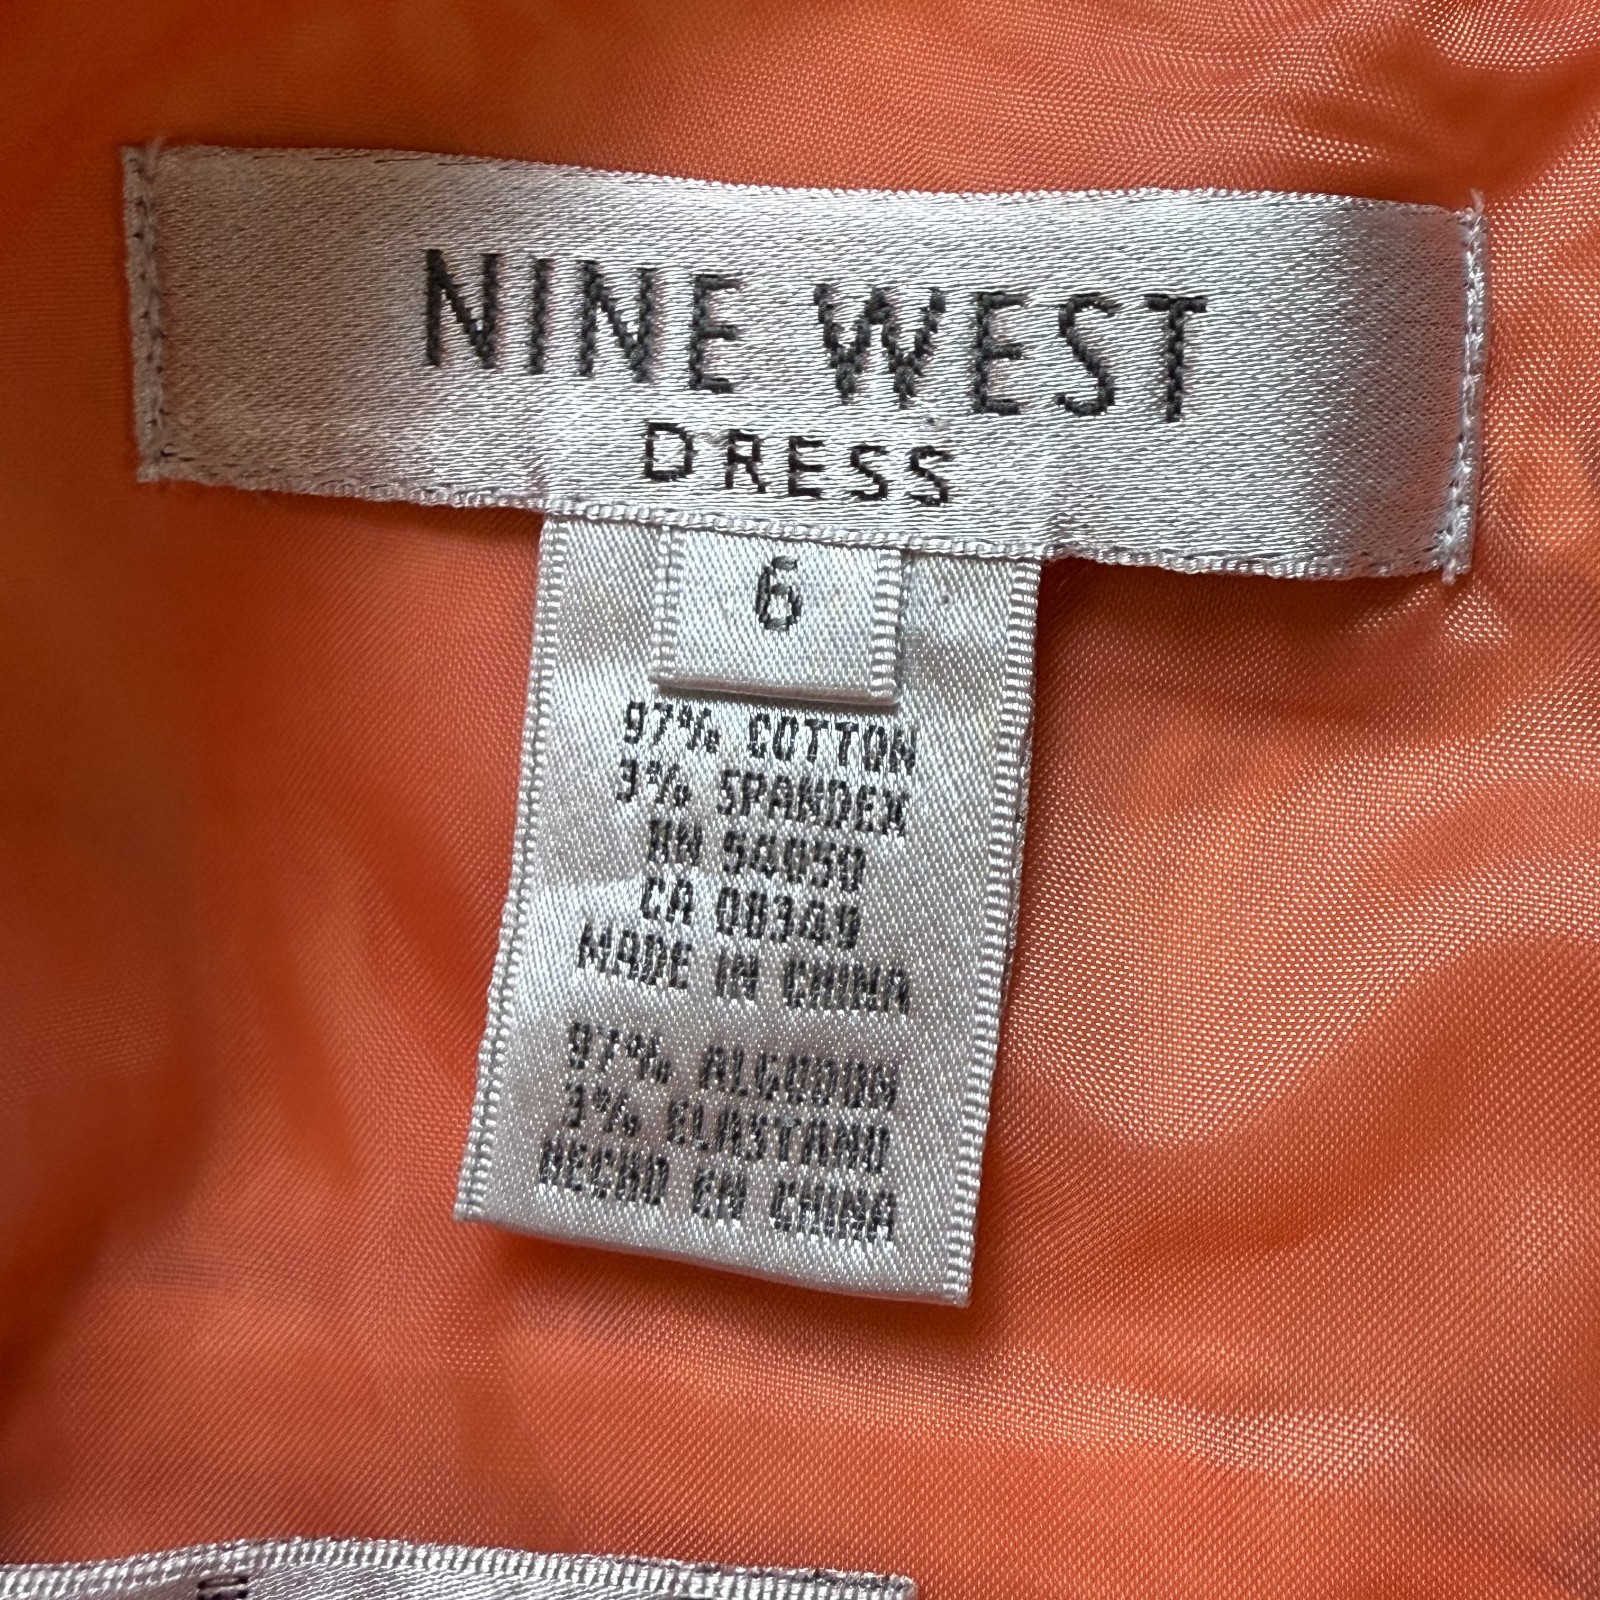 NINE WEST
DRESS
6
97% COTTON
3% SPANDEX
RN 54050
CA 08349
MADE IN CHINA
97% ALGODON
3% ELASTANO
HECHO EN CHINA